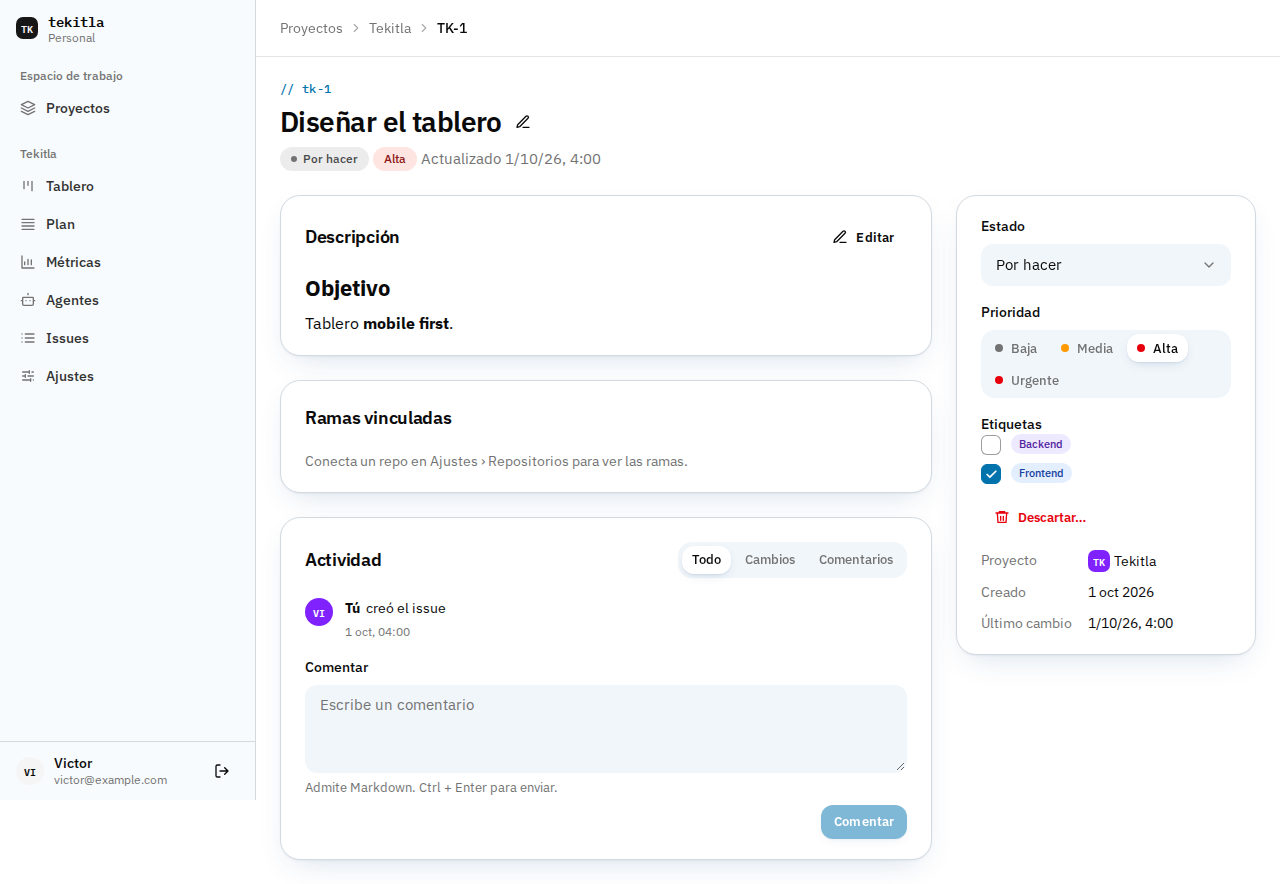 TK
tekitla
Personal
Espacio de trabajo
Proyectos
Tekitla
Tablero
Plan
Métricas
Agentes
Issues
Ajustes
VI
Victor
victor@example.com
Proyectos
Tekitla
TK-1
// tk-1
Diseñar el tablero
Por hacer
Alta
Actualizado 1/10/26, 4:00
Descripción
Editar
Objetivo
Tablero mobile first.
Ramas vinculadas
Conecta un repo en Ajustes › Repositorios para ver las ramas.
Actividad
Todo
Cambios
Comentarios
VI
Tú creó el issue
1 oct, 04:00
Comentar
Escribe un comentario
Admite Markdown. Ctrl + Enter para enviar.
Comentar
Estado
Por hacer
Prioridad
Baja
Media
Alta
Urgente
Etiquetas
Backend
Frontend
Descartar...
Proyecto
TK Tekitla
Creado
1 oct 2026
Último cambio
1/10/26, 4:00